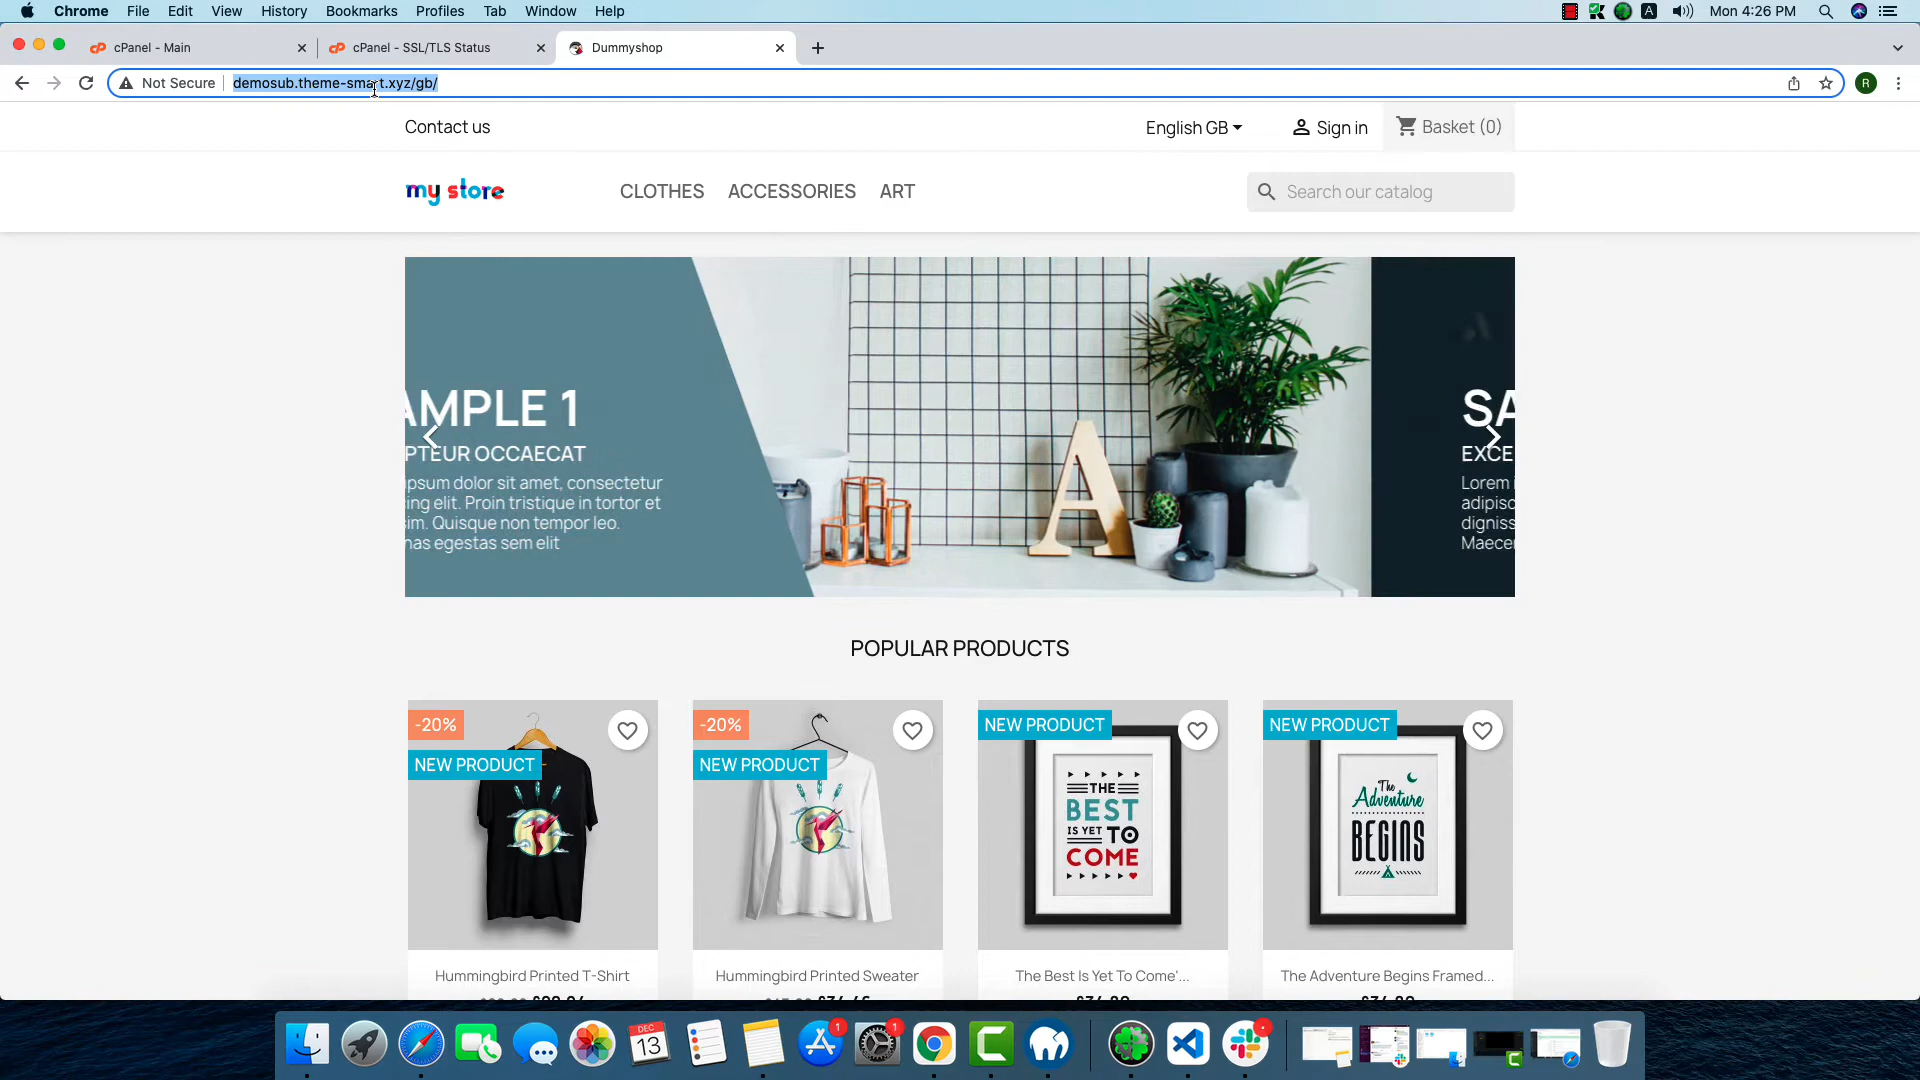 Chrome File Edit View History Bookmarks Profiles Tab Window Help
A Mon 4:26 PM
cPanel - Main
cPanel - SSL/TLS Status
Dummyshop
Not Secure demosub.theme-smart.xyz/gb/
R
Contact us
English GB
Sign in
Basket (0)
my store
CLOTHES ACCESSORIES ART
Search our catalog
AMPLE 1
PTEUR OCCAECAT
ipsum dolor sit amet, consectetur
ing elit. Proin tristique in tortor et
sim. Quisque non tempor leo.
nas egestas sem elit
A
SA
EXCE
Lorem i
adipisc
digniss
Maecer
POPULAR PRODUCTS
-20%
NEW PRODUCT
-20%
NEW PRODUCT
NEW PRODUCT
THE
BEST
IS YET TO
COME
NEW PRODUCT
The
Adventure
BEGINS
Hummingbird Printed T-Shirt
Hummingbird Printed Sweater
The Best Is Yet To Come'...
The Adventure Begins Framed...
DEC
13
1
1